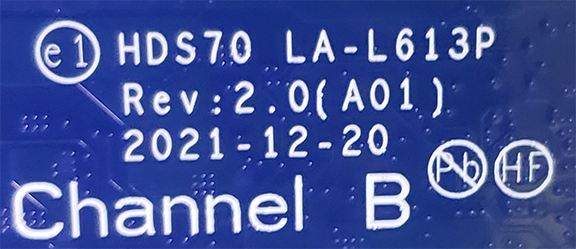 e1 HDS70 LA-L613P
Rev:2.0(A01)
2021-12-20
Pb HF
Channel B